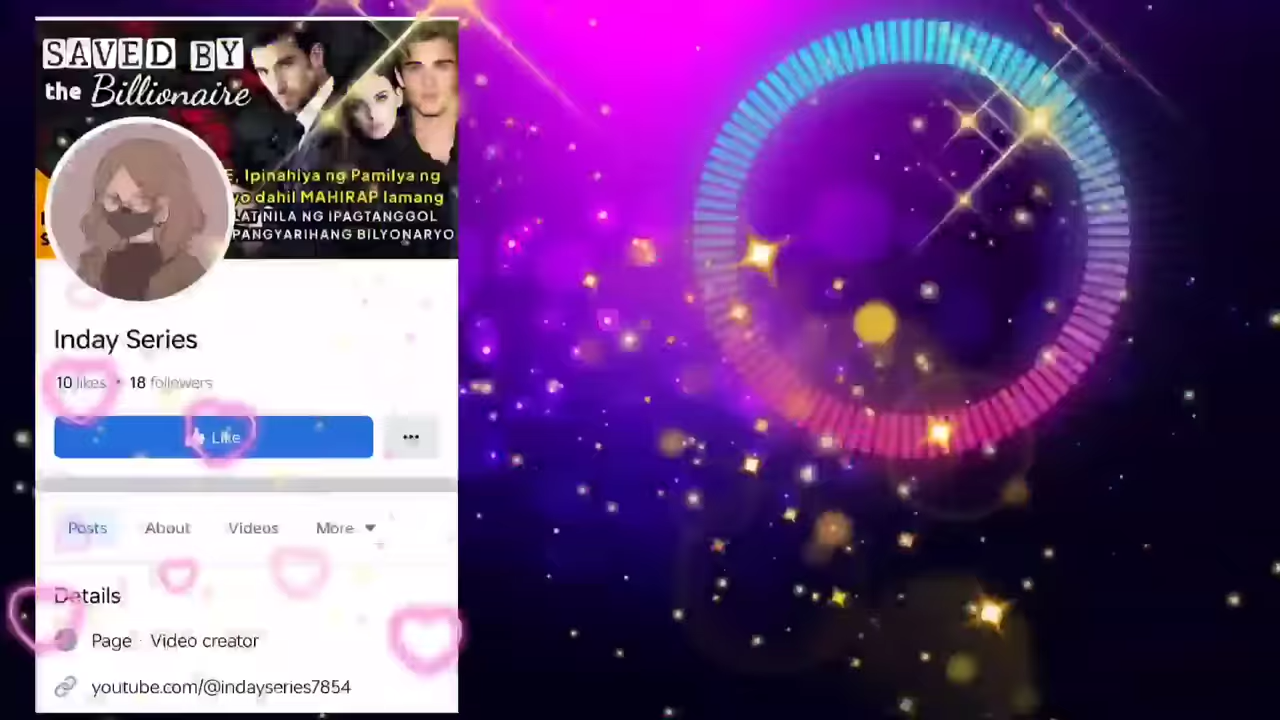 SAVED BY
the Billionaire
E, Ipinahiya ng Pamilya ng
yo dahil MAHIRAP lamang
NILA NG IPAGTANGGOL
PANGYARIHANG BILYONARYO
Inday Series
10 likes • 18 followers
Like
Posts About Videos More
Details
Page · Video creator
youtube.com/@indayseries7854